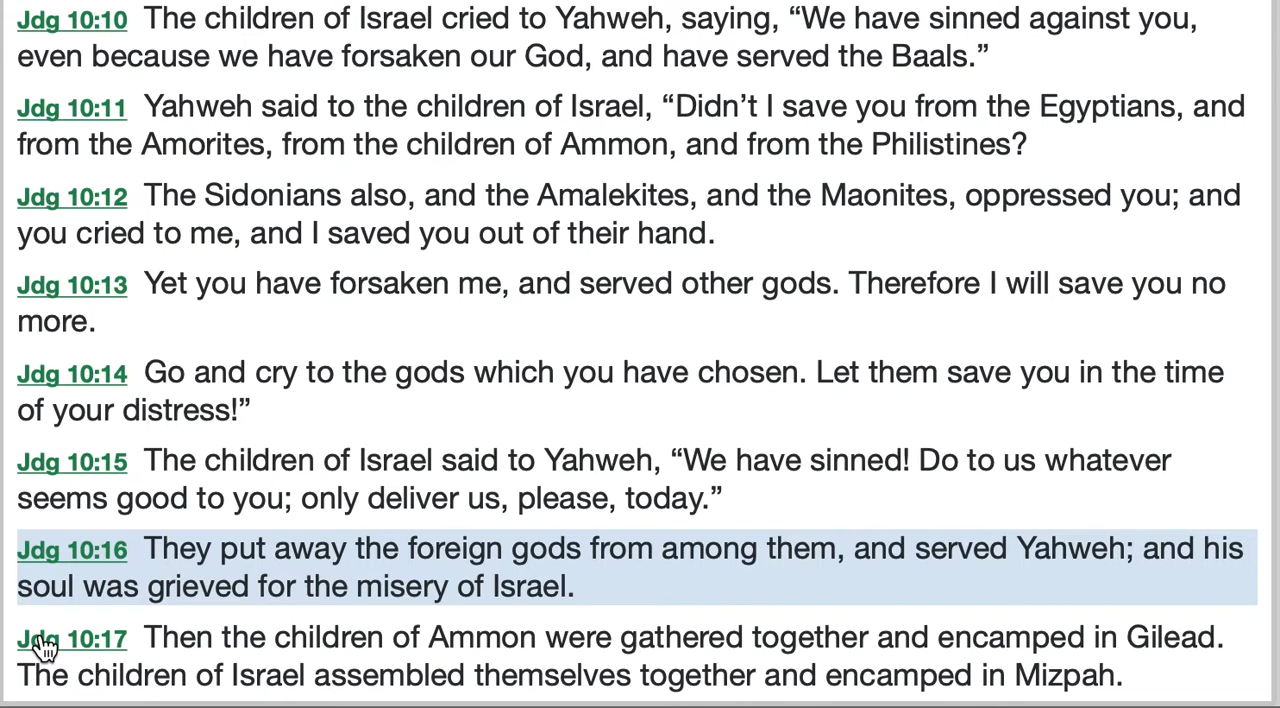 Jdg 10:10 The children of Israel cried to Yahweh, saying, “We have sinned against you,
even because we have forsaken our God, and have served the Baals.”
Jdg 10:11 Yahweh said to the children of Israel, “Didn’t I save you from the Egyptians, and
from the Amorites, from the children of Ammon, and from the Philistines?
Jdg 10:12 The Sidonians also, and the Amalekites, and the Maonites, oppressed you; and
you cried to me, and I saved you out of their hand.
Jdg 10:13 Yet you have forsaken me, and served other gods. Therefore I will save you no
more.
Jdg 10:14 Go and cry to the gods which you have chosen. Let them save you in the time
of your distress!”
Jdg 10:15 The children of Israel said to Yahweh, “We have sinned! Do to us whatever
seems good to you; only deliver us, please, today.”
Jdg 10:16 They put away the foreign gods from among them, and served Yahweh; and his
soul was grieved for the misery of Israel.
Jdg 10:17 Then the children of Ammon were gathered together and encamped in Gilead.
The children of Israel assembled themselves together and encamped in Mizpah.